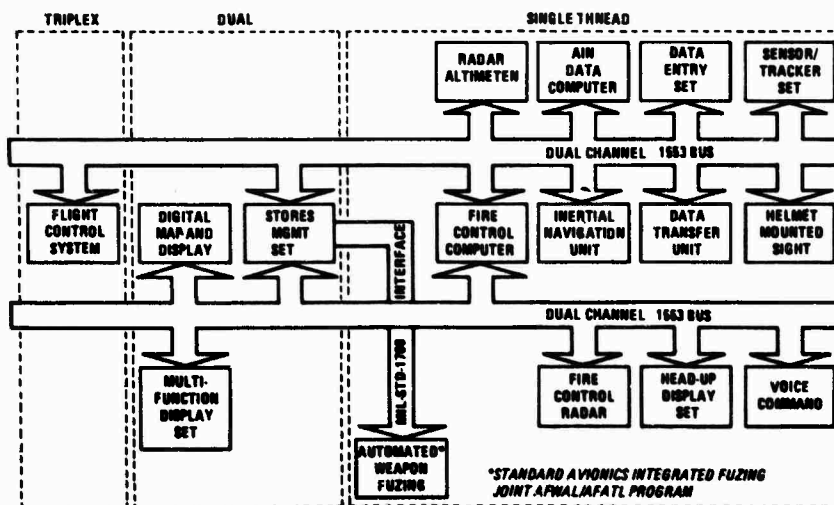 TRIPLEX
DUAL
SINGLE THNEAD
RADAR
ALTIMETEN
AIN
DATA
COMPUTER
DATA
ENTRY
SET
SENSOR/
TRACKER
SET
DUAL CHANNEL 1553 BUS
FLIGHT
CONTROL
SYSTEM
DIGITAL
MAP AND
DISPLAY
STORES
MGMT
SET
FIRE
CONTROL
COMPUTER
INERTIAL
NAVIGATION
UNIT
DATA
TRANSFER
UNIT
HELMET
MOUNTED
SIGHT
INTERFACE
MIL-STD-1760
DUAL CHANNEL 1553 BUS
MULTI-
FUNCTION
DISPLAY
SET
FIRE
CONTROL
RADAR
HEAD-UP
DISPLAY
SET
VOICE
COMMAND
AUTOMATED*
WEAPON
FUZING
*STANDARD AVIONICS INTEGRATED FUZING
JOINT AFWAL/AFATL PROGRAM